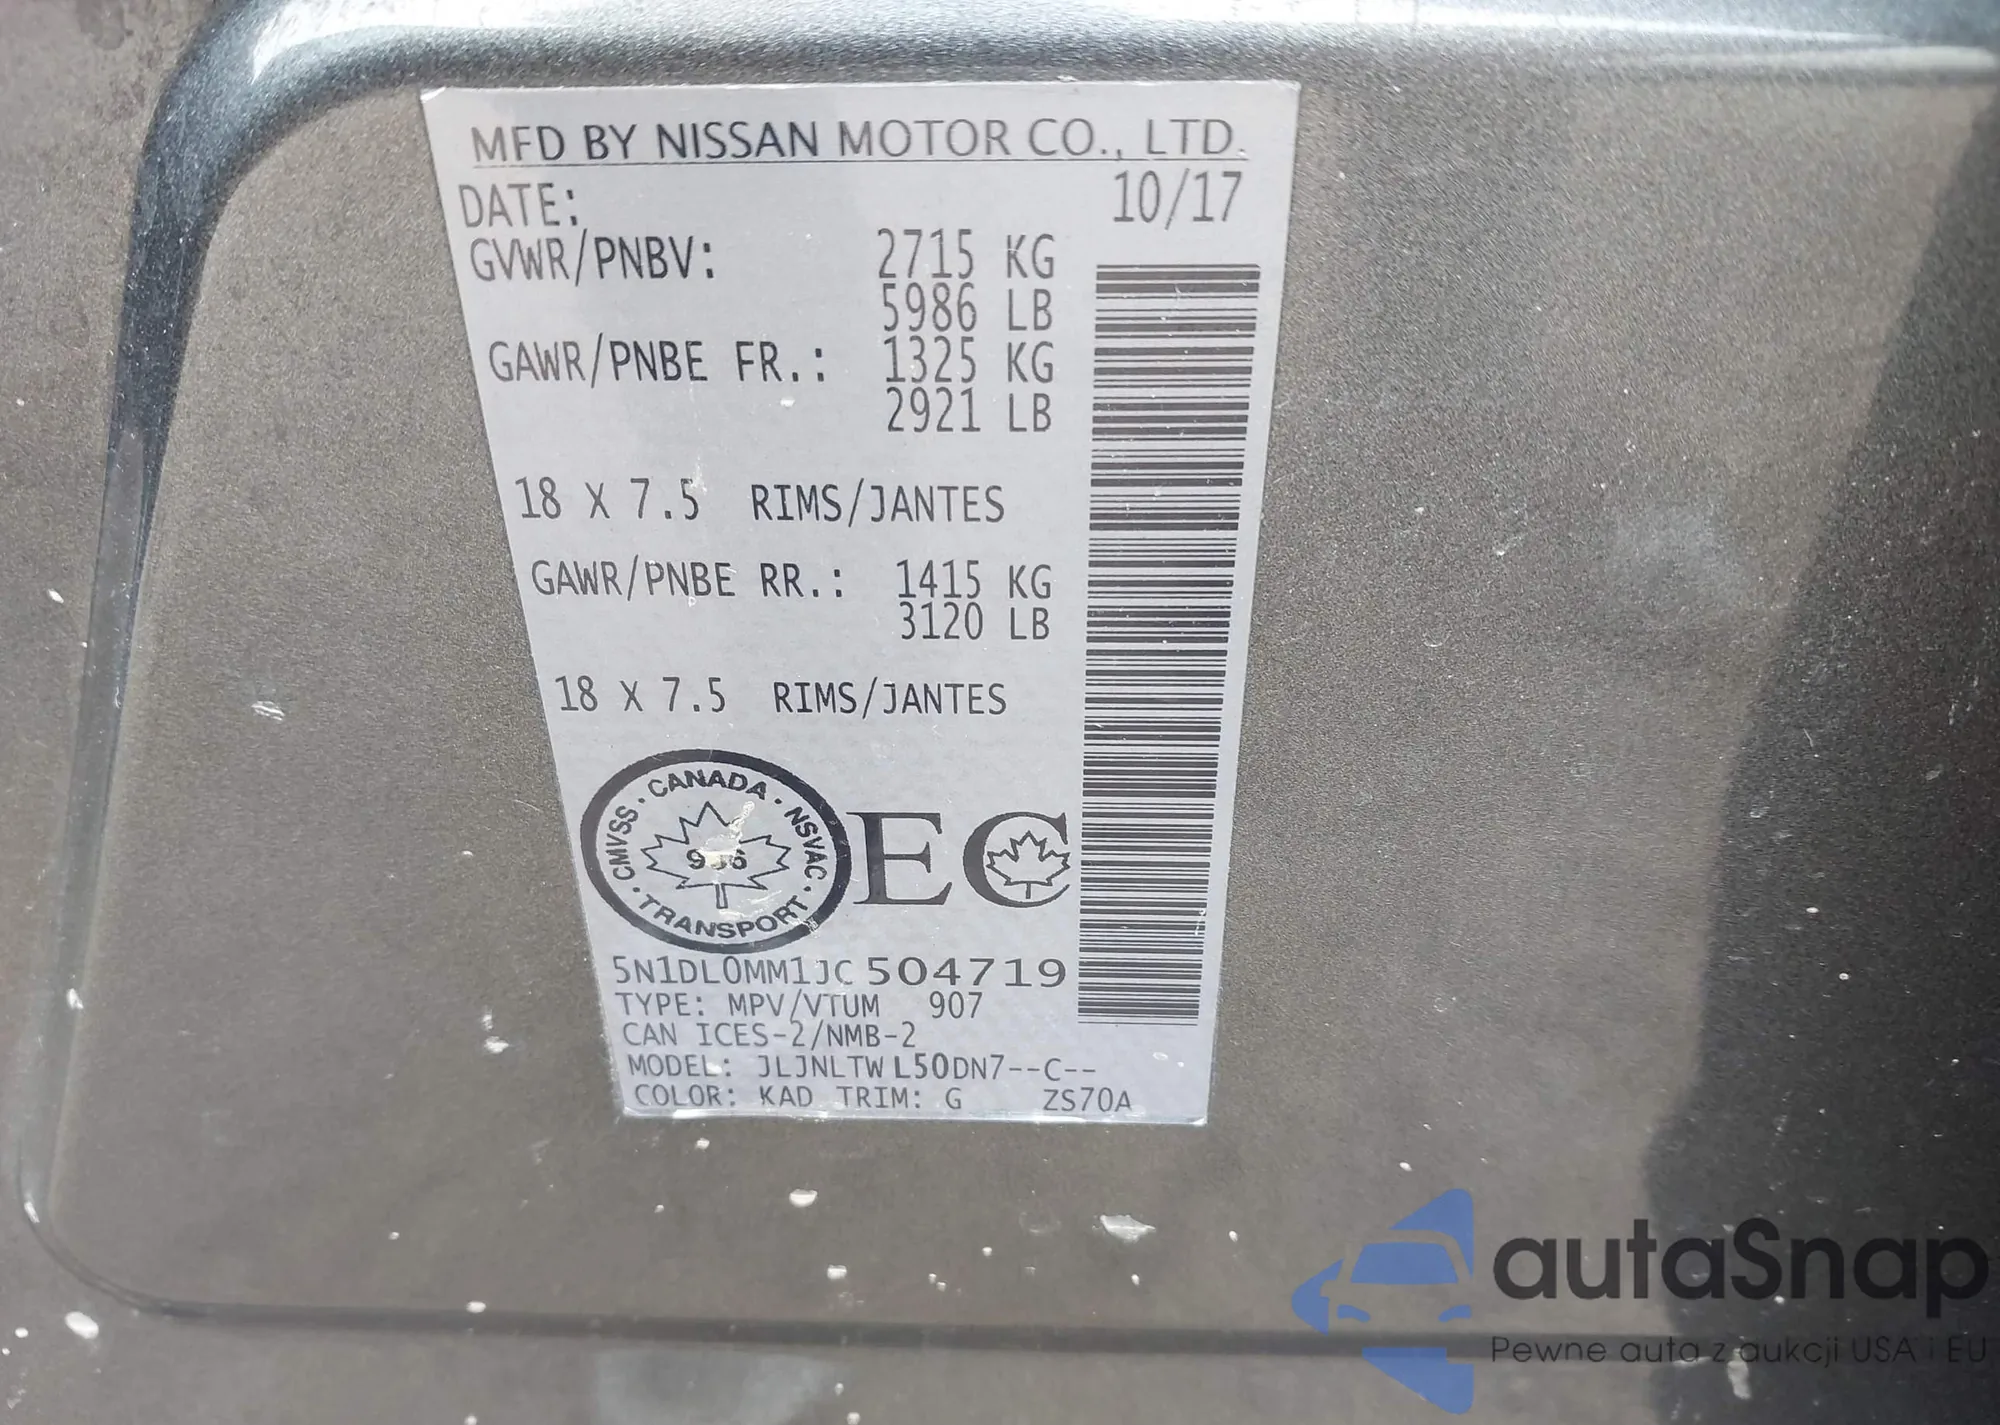 MFD BY NISSAN MOTOR CO., LTD.
DATE: 10/17
GVWR/PNBV: 2715 KG
5986 LB
GAWR/PNBE FR.: 1325 KG
2921 LB
18 X 7.5 RIMS/JANTES
GAWR/PNBE RR.: 1415 KG
3120 LB
18 X 7.5 RIMS/JANTES
CANADA · NSVAC · TRANSPORT · CMVSS ·
EC
5N1DL0MM1JC504719
TYPE: MPV/VTUM 907
CAN ICES-2/NMB-2
MODEL: JLJNLTWL50DN7--C--
COLOR: KAD TRIM: G ZS70A
autaSnap
Pewne auta z aukcji USA i EU